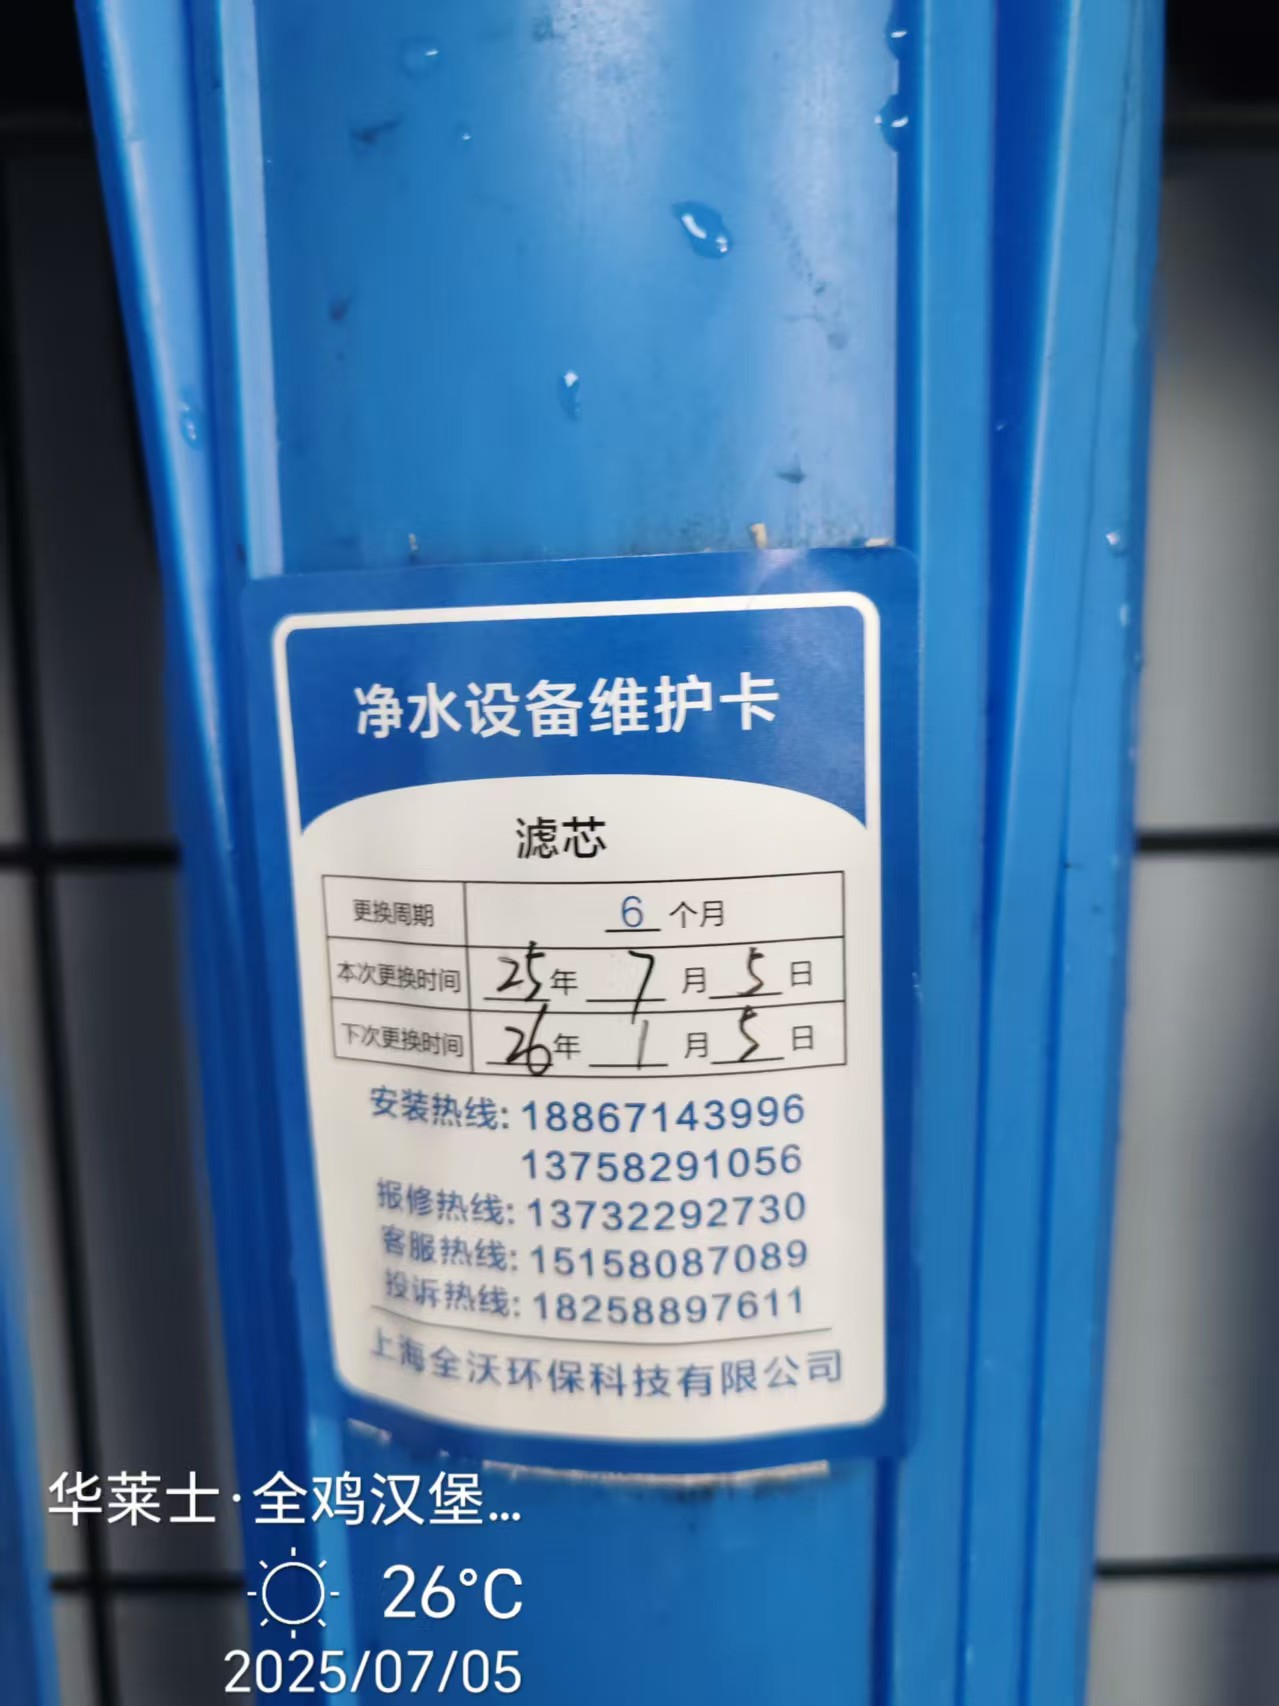 净水设备维护卡
滤芯
更换周期 6 个月
本次更换时间 25年 7 月 5 日
下次更换时间 26年 1 月 5 日
安装热线: 18867143996
13758291056
报修热线: 13732292730
客服热线: 15158087089
投诉热线: 18258897611
上海全沃环保科技有限公司
华莱士·全鸡汉堡...
26°C
2025/07/05